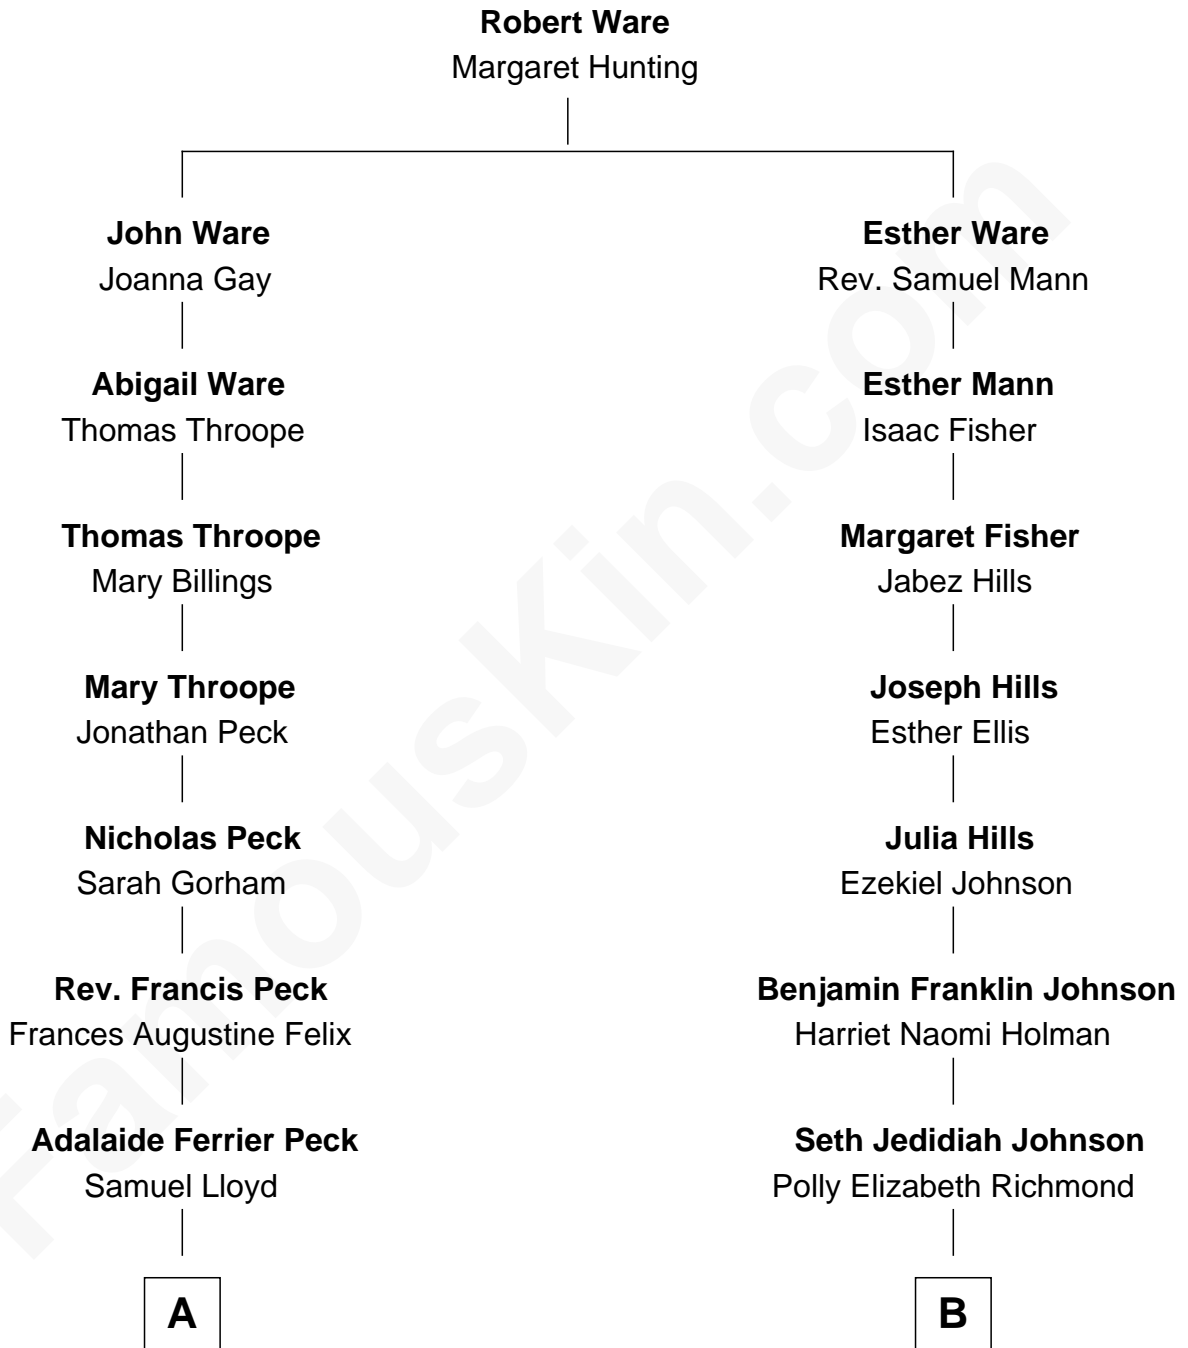 Robert Ware
Margaret Hunting
John Ware
Joanna Gay
Abigail Ware
Thomas Throope
Thomas Throope
Mary Billings
Mary Throope
Jonathan Peck
Nicholas Peck
Sarah Gorham
Rev. Francis Peck
Frances Augustine Felix
Adalaide Ferrier Peck
Samuel Lloyd
A
Esther Ware
Rev. Samuel Mann
Esther Mann
Isaac Fisher
Margaret Fisher
Jabez Hills
Joseph Hills
Esther Ellis
Julia Hills
Ezekiel Johnson
Benjamin Franklin Johnson
Harriet Naomi Holman
Seth Jedidiah Johnson
Polly Elizabeth Richmond
B
FamousKin.com